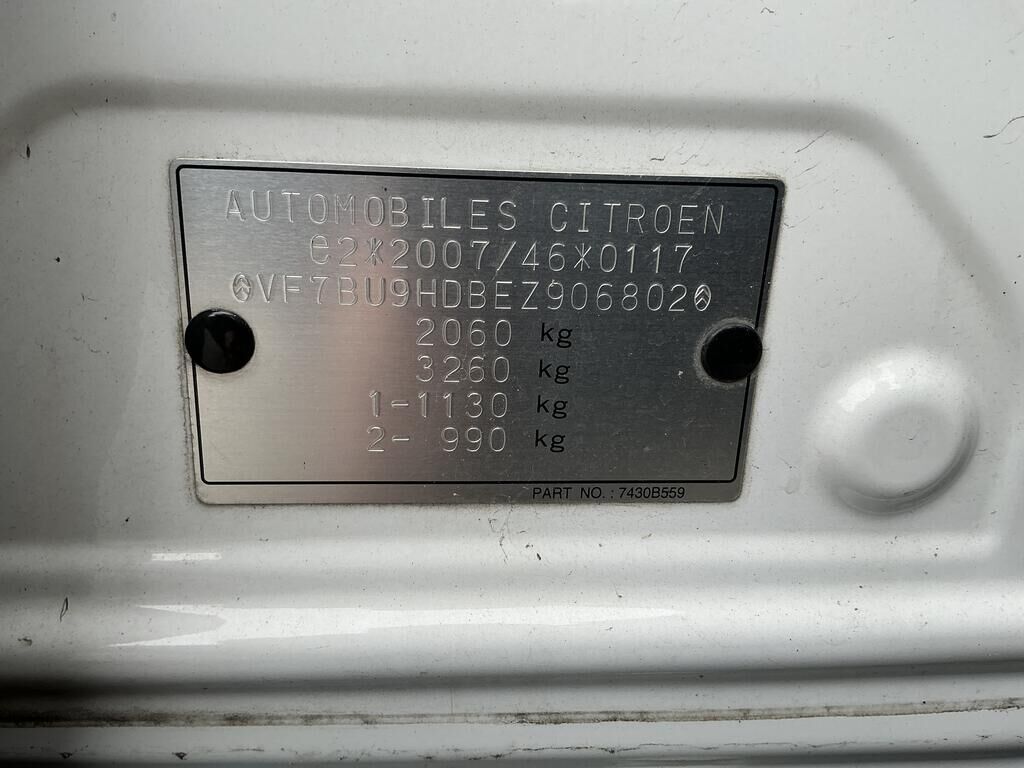 AUTOMOBILES CITROEN
e2*2007/46*0117
VF7BU9HDBEZ906802
2060 kg
3260 kg
1-1130 kg
2- 990 kg
PART NO. : 7430B559